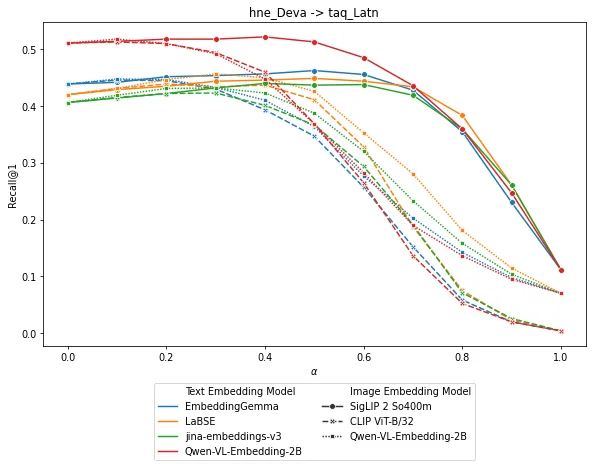 hne_Deva -> taq_Latn
Recall@1
0.5
0.4
0.3
0.2
0.1
0.0
0.0
0.2
0.4
0.6
0.8
1.0
α
Text Embedding Model
EmbeddingGemma
LaBSE
jina-embeddings-v3
Qwen-VL-Embedding-2B
Image Embedding Model
SigLIP 2 So400m
CLIP ViT-B/32
Qwen-VL-Embedding-2B